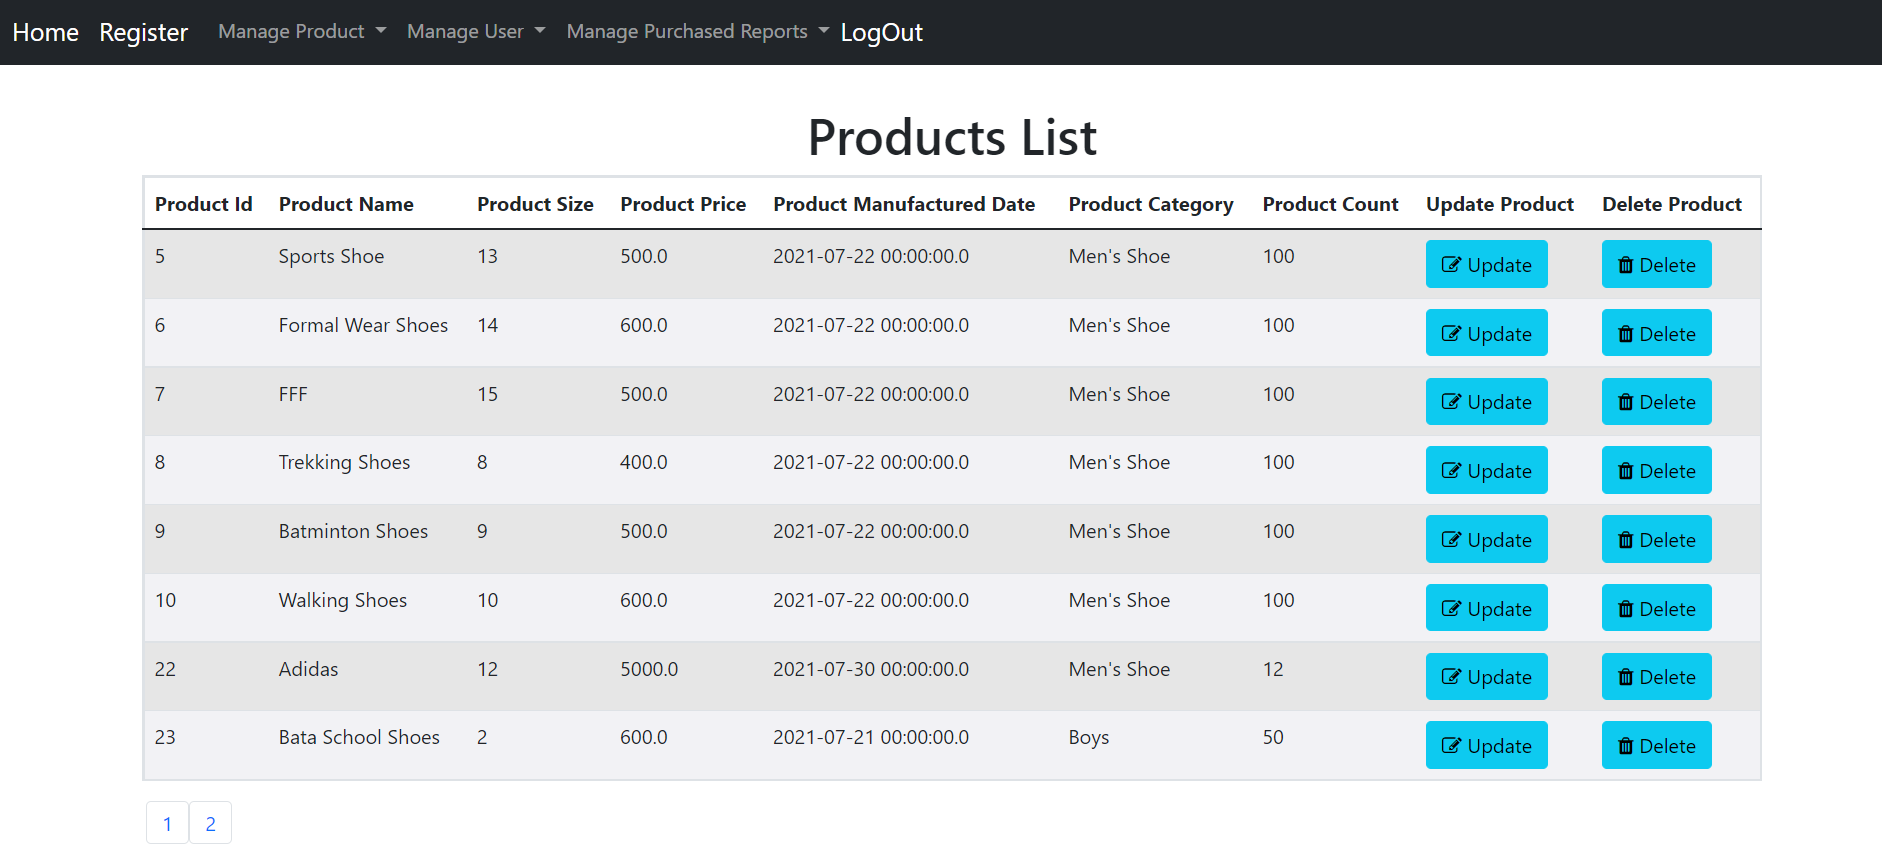 Home Register Manage Product Manage User Manage Purchased Reports LogOut
Products List
Product Id Product Name Product Size Product Price Product Manufactured Date Product Category Product Count Update Product Delete Product
5 Sports Shoe 13 500.0 2021-07-22 00:00:00.0 Men's Shoe 100 Update Delete
6 Formal Wear Shoes 14 600.0 2021-07-22 00:00:00.0 Men's Shoe 100 Update Delete
7 FFF 15 500.0 2021-07-22 00:00:00.0 Men's Shoe 100 Update Delete
8 Trekking Shoes 8 400.0 2021-07-22 00:00:00.0 Men's Shoe 100 Update Delete
9 Batminton Shoes 9 500.0 2021-07-22 00:00:00.0 Men's Shoe 100 Update Delete
10 Walking Shoes 10 600.0 2021-07-22 00:00:00.0 Men's Shoe 100 Update Delete
22 Adidas 12 5000.0 2021-07-30 00:00:00.0 Men's Shoe 12 Update Delete
23 Bata School Shoes 2 600.0 2021-07-21 00:00:00.0 Boys 50 Update Delete
1 2